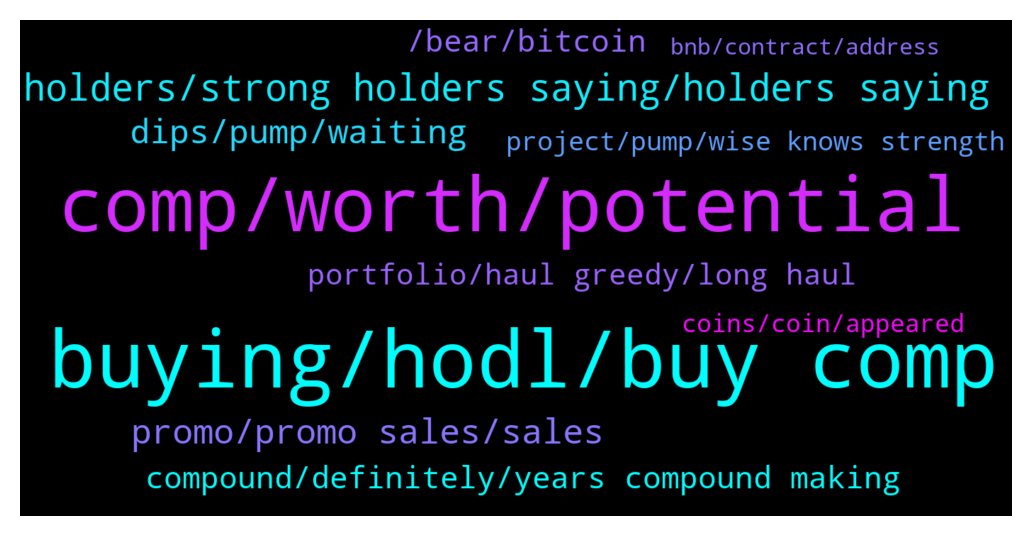 /bear/bitcoin
bnb/contract/address
holders/strong holders saying/holders saying
dips/pump/waiting
project/pump/wise knows strength
comp/worth/potential
portfolio/haul greedy/long haul
coins/coin/appeared
buying/hodl/buy comp
promo/promo sales/sales
compound/definitely/years compound making